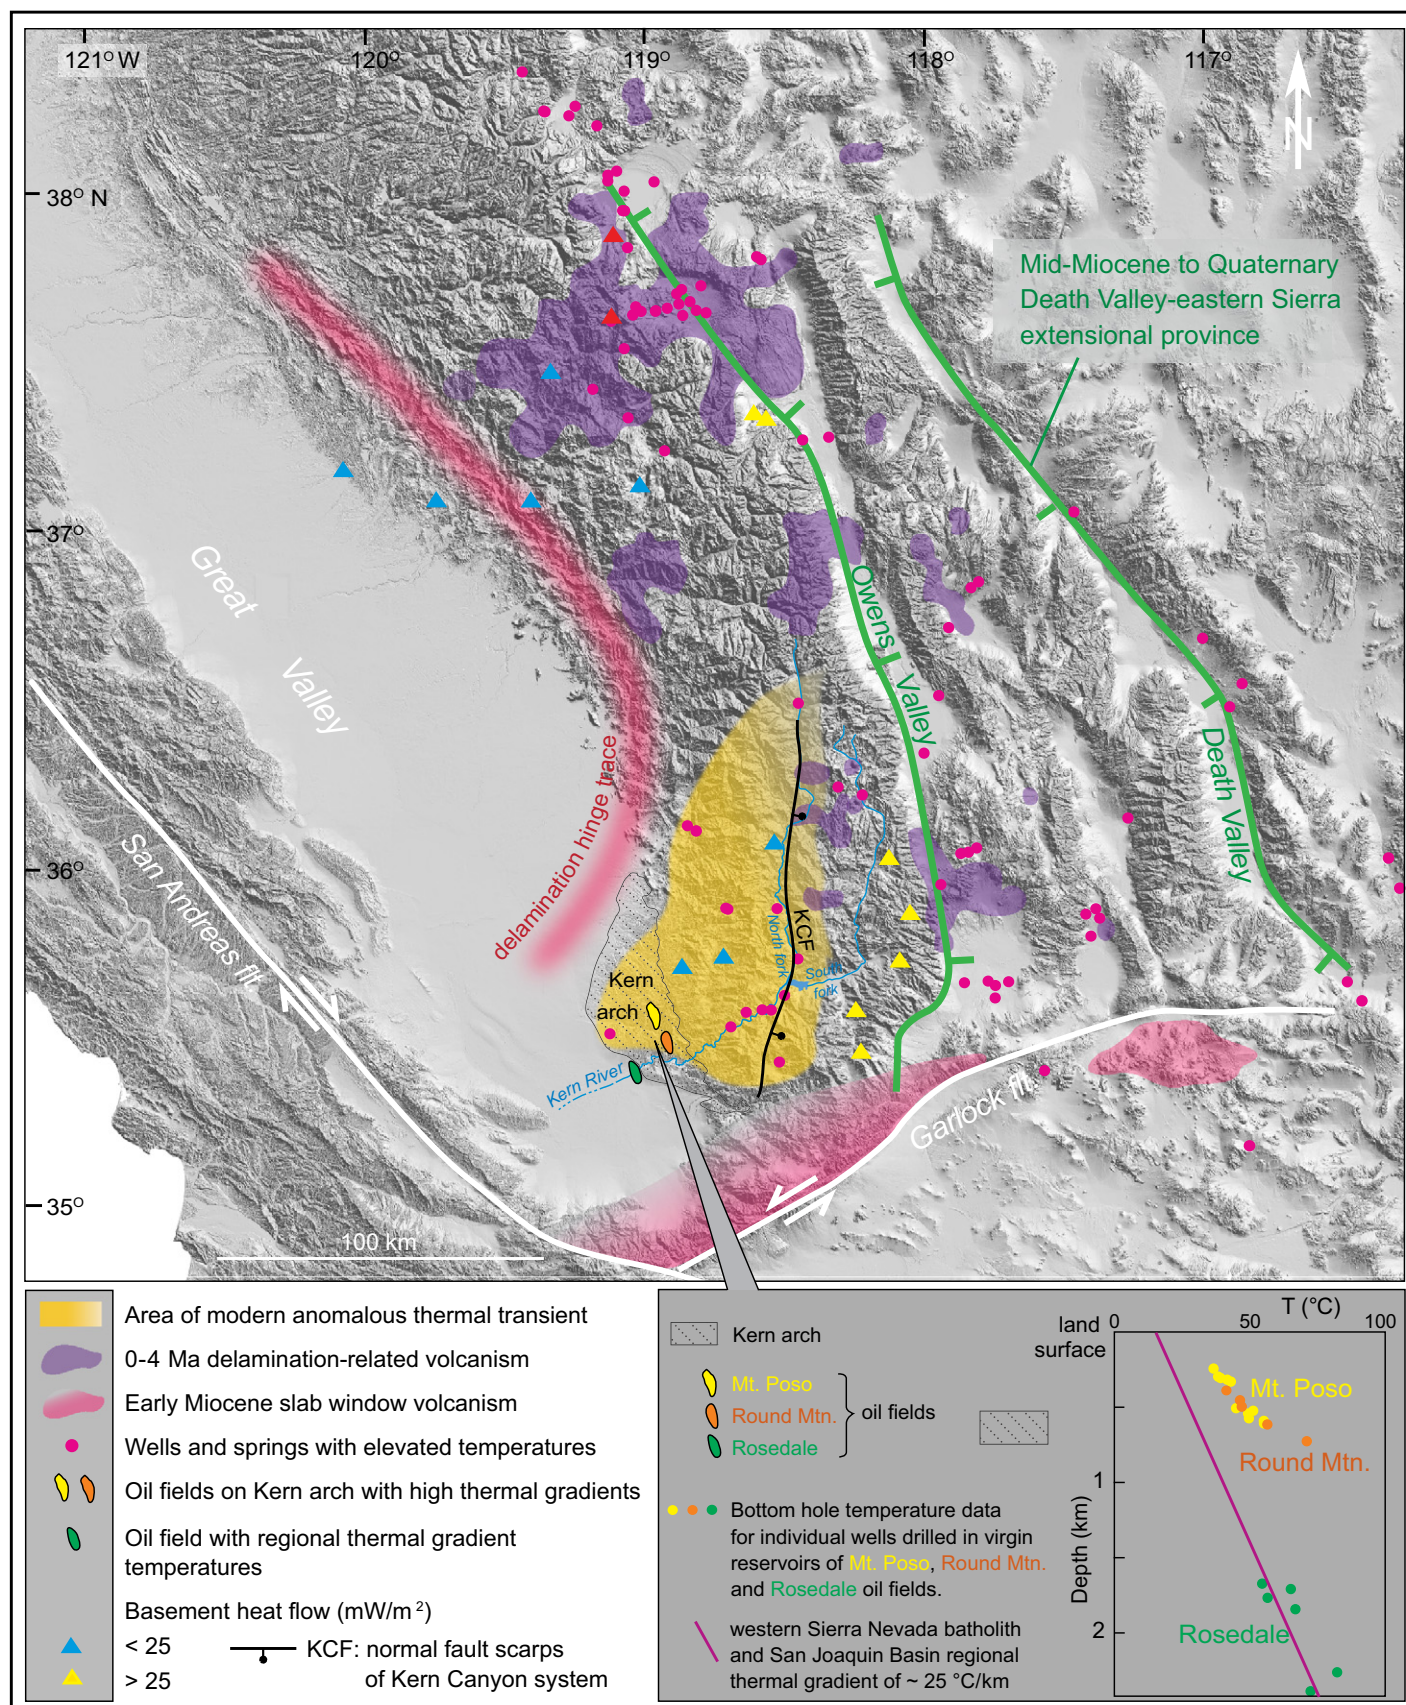 121° W
120°
119°
118°
117°
N
38° N
Mid-Miocene to Quaternary
Death Valley-eastern Sierra
extensional province
37°
Great
Valley
Owens
Valley
Death Valley
delamination hinge trace
San Andreas flt.
36°
KCF
North fork
South
fork
Kern
arch
Kern River
Garlock flt.
35°
100 km
Area of modern anomalous thermal transient
0-4 Ma delamination-related volcanism
Early Miocene slab window volcanism
Wells and springs with elevated temperatures
Oil fields on Kern arch with high thermal gradients
Oil field with regional thermal gradient
temperatures
Basement heat flow (mW/m²)
< 25
> 25
KCF: normal fault scarps
of Kern Canyon system
Kern arch
Mt. Poso
Round Mtn.
Rosedale
oil fields
Bottom hole temperature data
for individual wells drilled in virgin
reservoirs of Mt. Poso, Round Mtn.
and Rosedale oil fields.
western Sierra Nevada batholith
and San Joaquin Basin regional
thermal gradient of ~ 25 °C/km
T (°C)
land
surface
0
50
100
Mt. Poso
Round Mtn.
1
Depth (km)
2
Rosedale